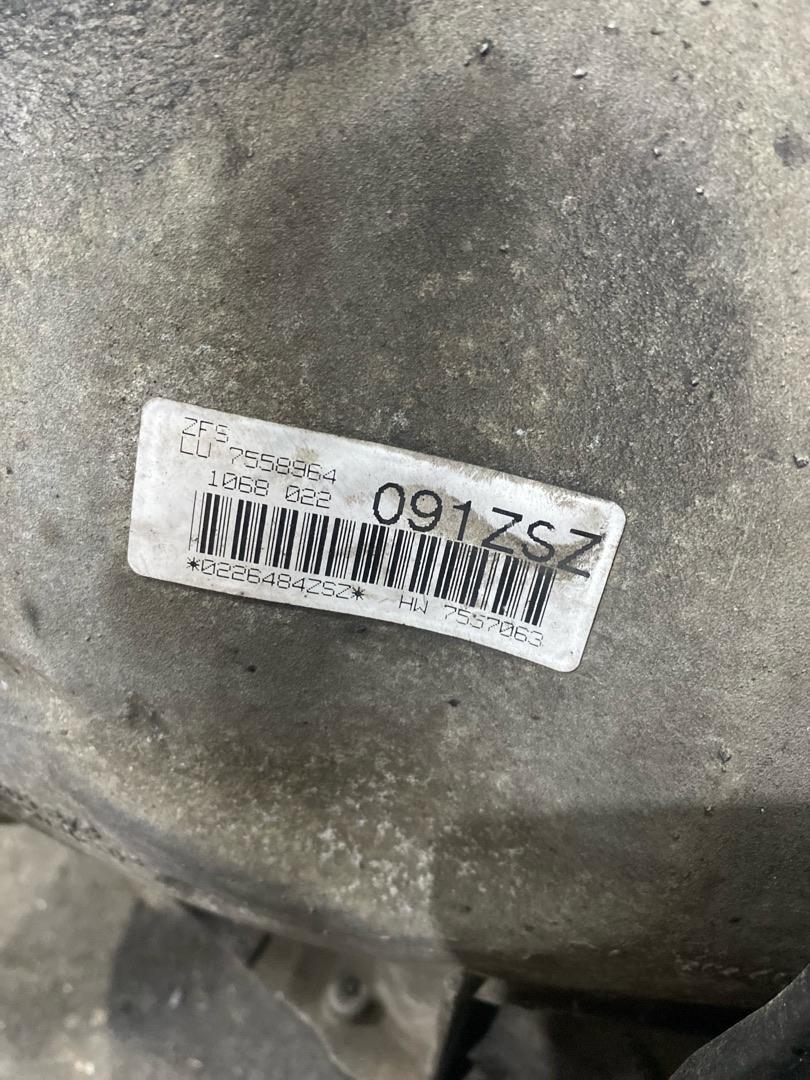 ZFS
LU 7558964
1068 022 091ZSZ
*0226484ZSZ* HW 7557063